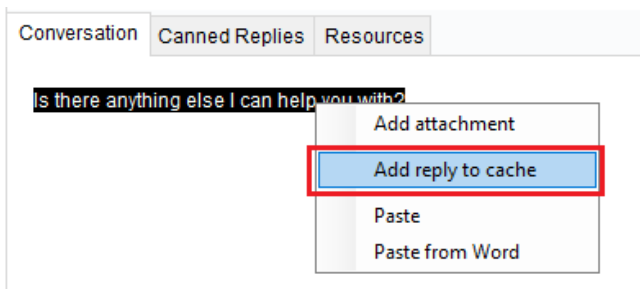 Conversation Canned Replies Resources
Is there anything else I can help you with?
Add attachment
Add reply to cache
Paste
Paste from Word